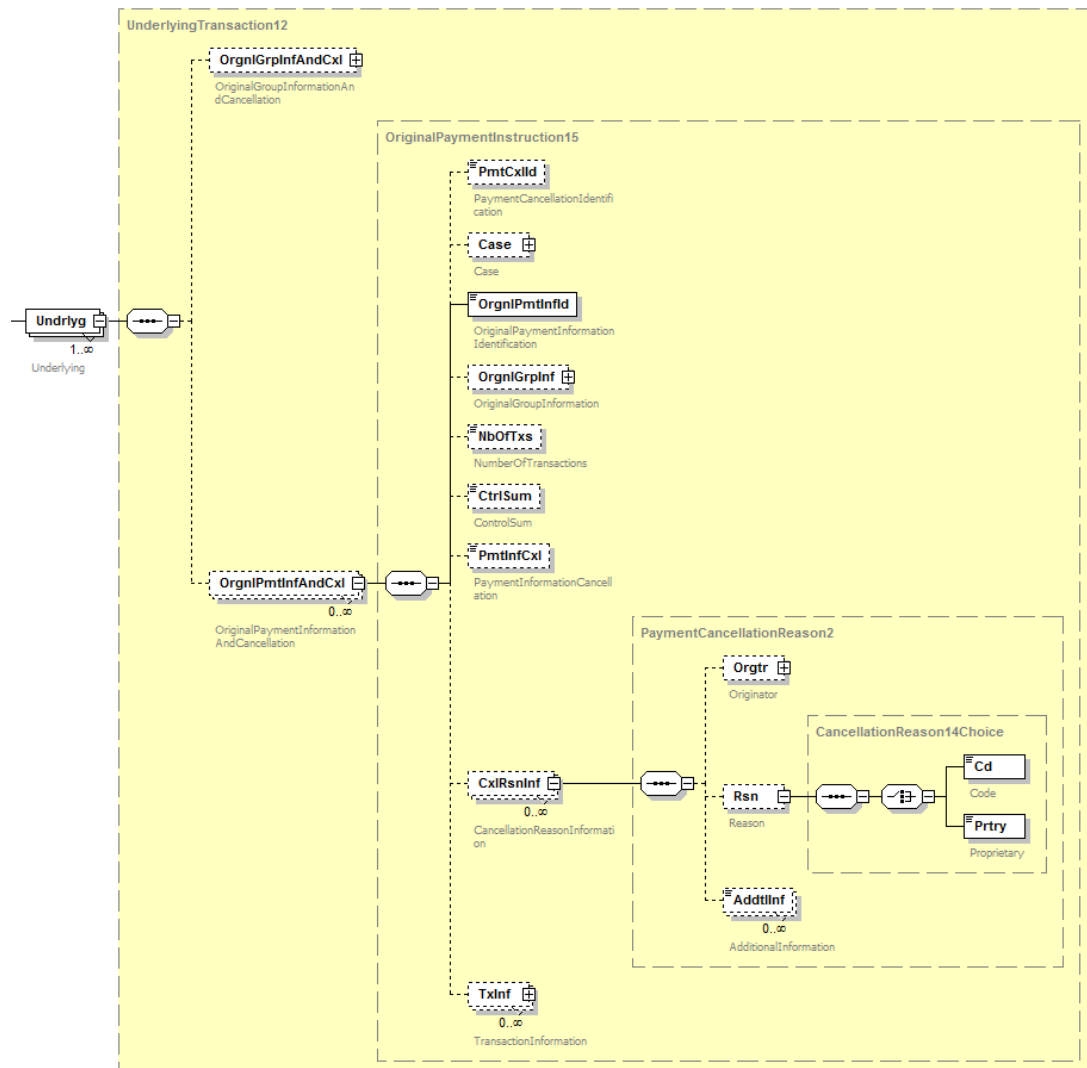 UnderlyingTransaction12
OrgnlGrpInfAndCxl
OriginalGroupInformationAn
dCancellation
OriginalPaymentInstruction15
PmtCxlId
PaymentCancellationIdentifi
cation
Case
Case
OrgnlPmtInfId
OriginalPaymentInformation
Identification
Undrlyg
1..∞
Underlying
OrgnlGrpInf
OriginalGroupInformation
NbOfTxs
NumberOfTransactions
CtrlSum
ControlSum
PmtInfCxl
PaymentInformationCancell
ation
OrgnlPmtInfAndCxl
0..∞
OriginalPaymentInformation
AndCancellation
PaymentCancellationReason2
Orgtr
Originator
CancellationReason14Choice
Cd
Code
CxlRsnInf
0..∞
CancellationReasonInformati
on
Rsn
Reason
Prtry
Proprietary
AddtlInf
0..∞
AdditionalInformation
TxInf
0..∞
TransactionInformation